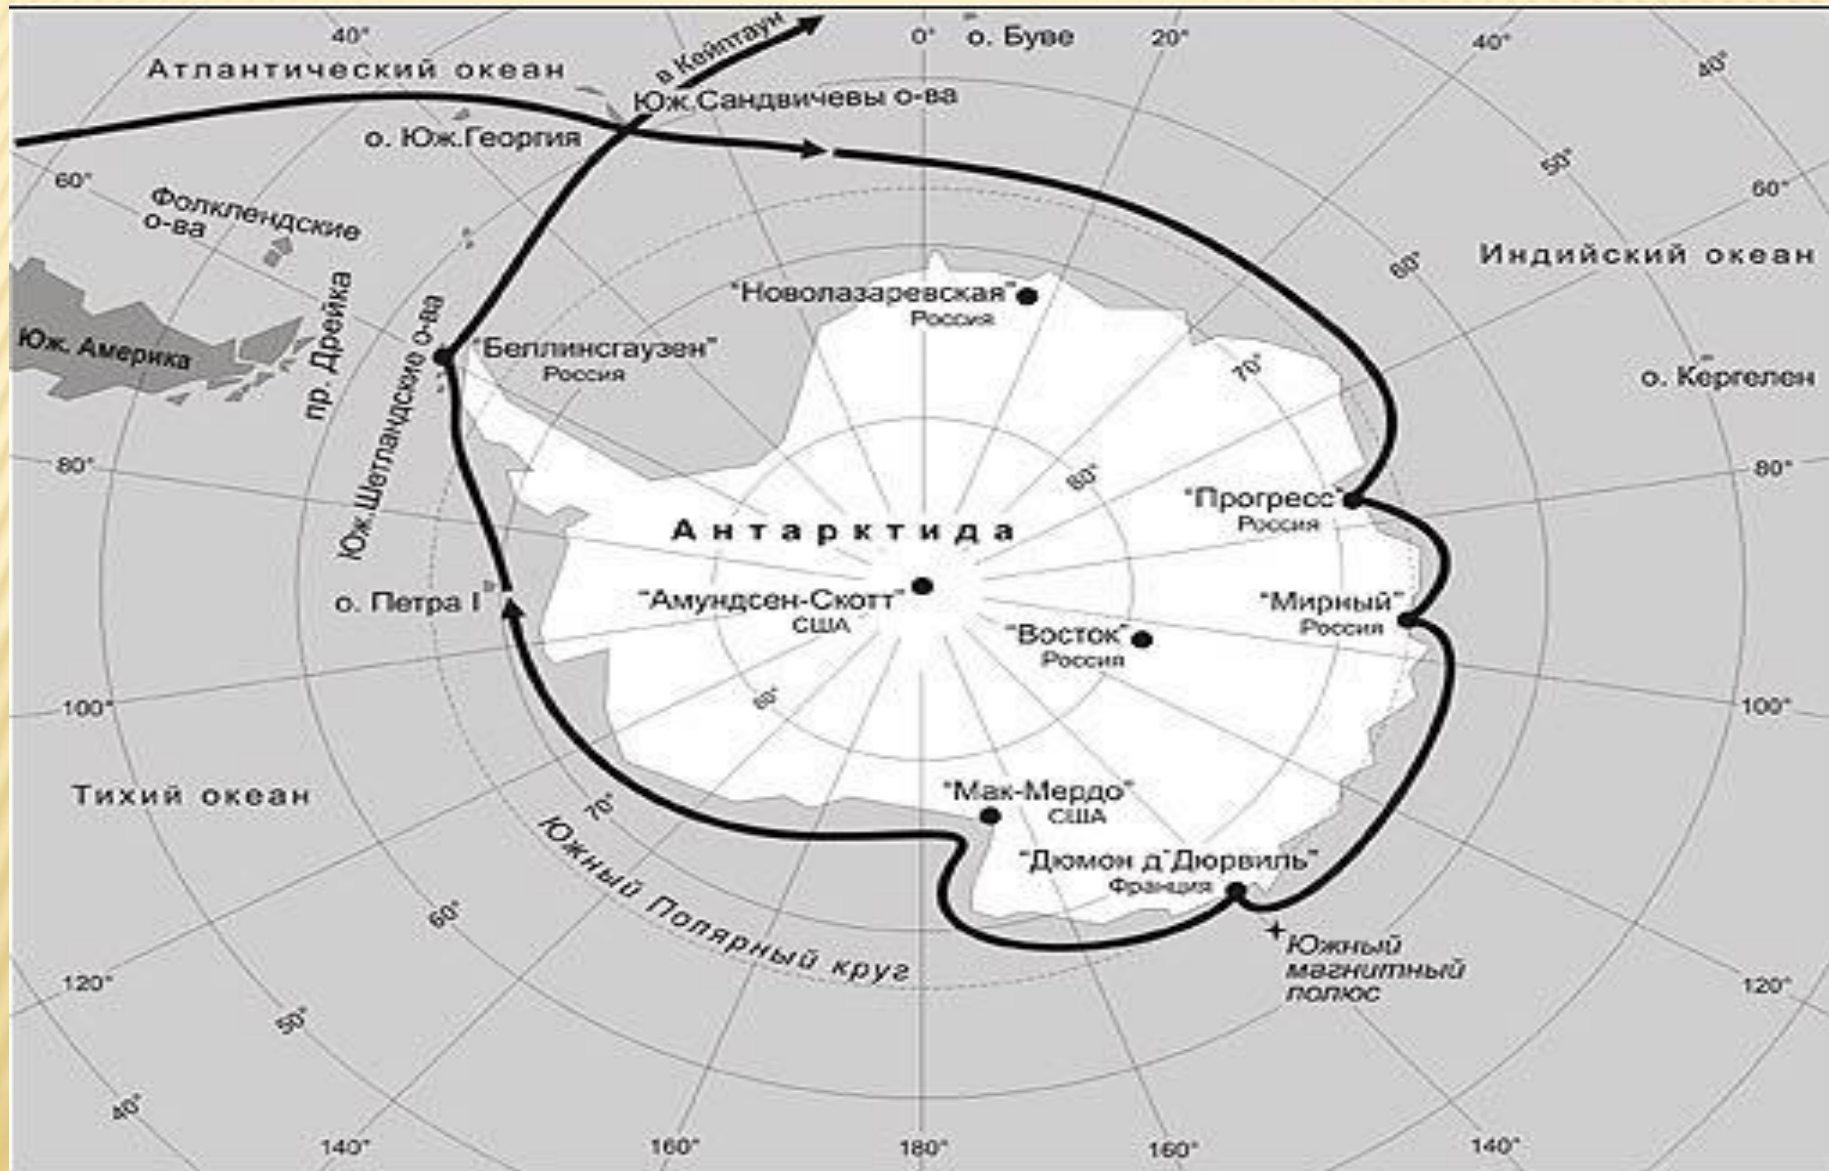 40°
в Кейптаун
0°
о. Буве
20°
40°
40°
Атлантический океан
Юж.Сандвичевы о-ва
о. Юж.Георгия
50°
60°
60°
Фолклендские
о-ва
Индийский океан
60°
пр. Дрейка
Юж. Америка
Юж.Шетландские о-ва
"Новолазаревская"
Россия
"Беллинсгаузен"
Россия
70°
о. Кергелен
80°
80°
80°
"Прогресс"
Россия
Антарктида
о. Петра I
"Амундсен-Скотт"
США
"Мирный"
Россия
"Восток"
Россия
100°
80°
100°
Тихий океан
70°
"Мак-Мердо"
США
Южный Полярный круг
"Дюмон д'Дюрвиль"
Франция
60°
Южный
магнитный
полюс
120°
120°
50°
40°
140°
160°
180°
160°
140°